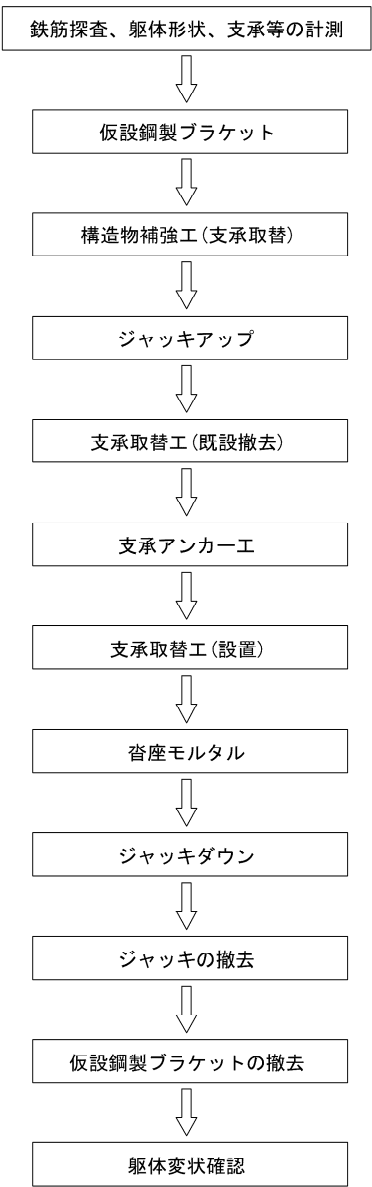 鉄筋探査、躯体形状、支承等の計測
仮設鋼製ブラケット
構造物補強工(支承取替)
ジャッキアップ
支承取替工(既設撤去)
支承アンカー工
支承取替工(設置)
沓座モルタル
ジャッキダウン
ジャッキの撤去
仮設鋼製ブラケットの撤去
躯体変状確認